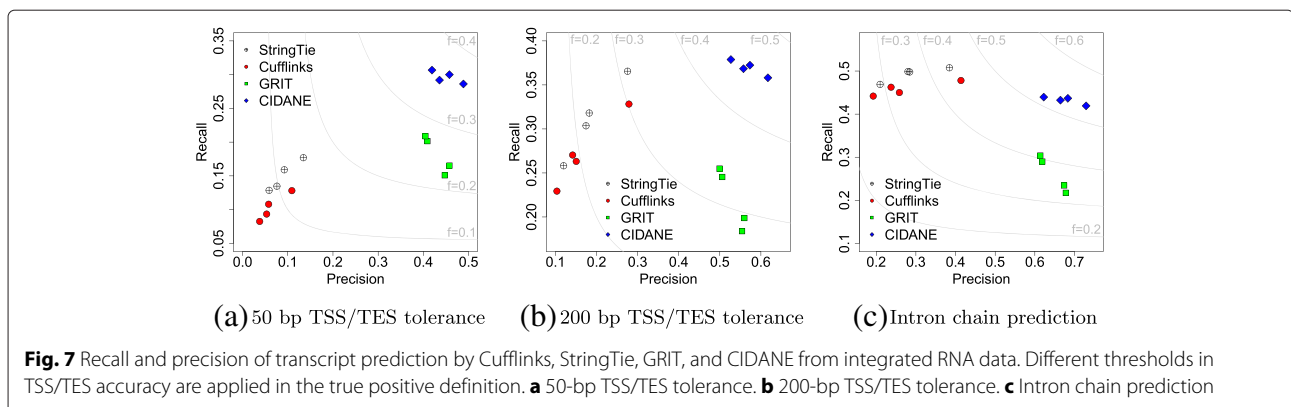 StringTie
Cufflinks
GRIT
CIDANE
f=0.4
f=0.3
f=0.2
f=0.1
Recall
0.35
0.25
0.15
0.05
0.0 0.1 0.2 0.3 0.4 0.5
Precision
(a) 50 bp TSS/TES tolerance
f=0.2 f=0.3 f=0.4 f=0.5
Recall
0.40
0.35
0.30
0.25
0.20
StringTie
Cufflinks
GRIT
CIDANE
0.1 0.2 0.3 0.4 0.5 0.6
Precision
(b) 200 bp TSS/TES tolerance
f=0.3 f=0.4 f=0.5 f=0.6
f=0.2
Recall
0.5
0.4
0.3
0.2
0.1
StringTie
Cufflinks
GRIT
CIDANE
0.2 0.3 0.4 0.5 0.6 0.7
Precision
(c) Intron chain prediction
Fig. 7 Recall and precision of transcript prediction by Cufflinks, StringTie, GRIT, and CIDANE from integrated RNA data. Different thresholds in
TSS/TES accuracy are applied in the true positive definition. a 50-bp TSS/TES tolerance. b 200-bp TSS/TES tolerance. c Intron chain prediction